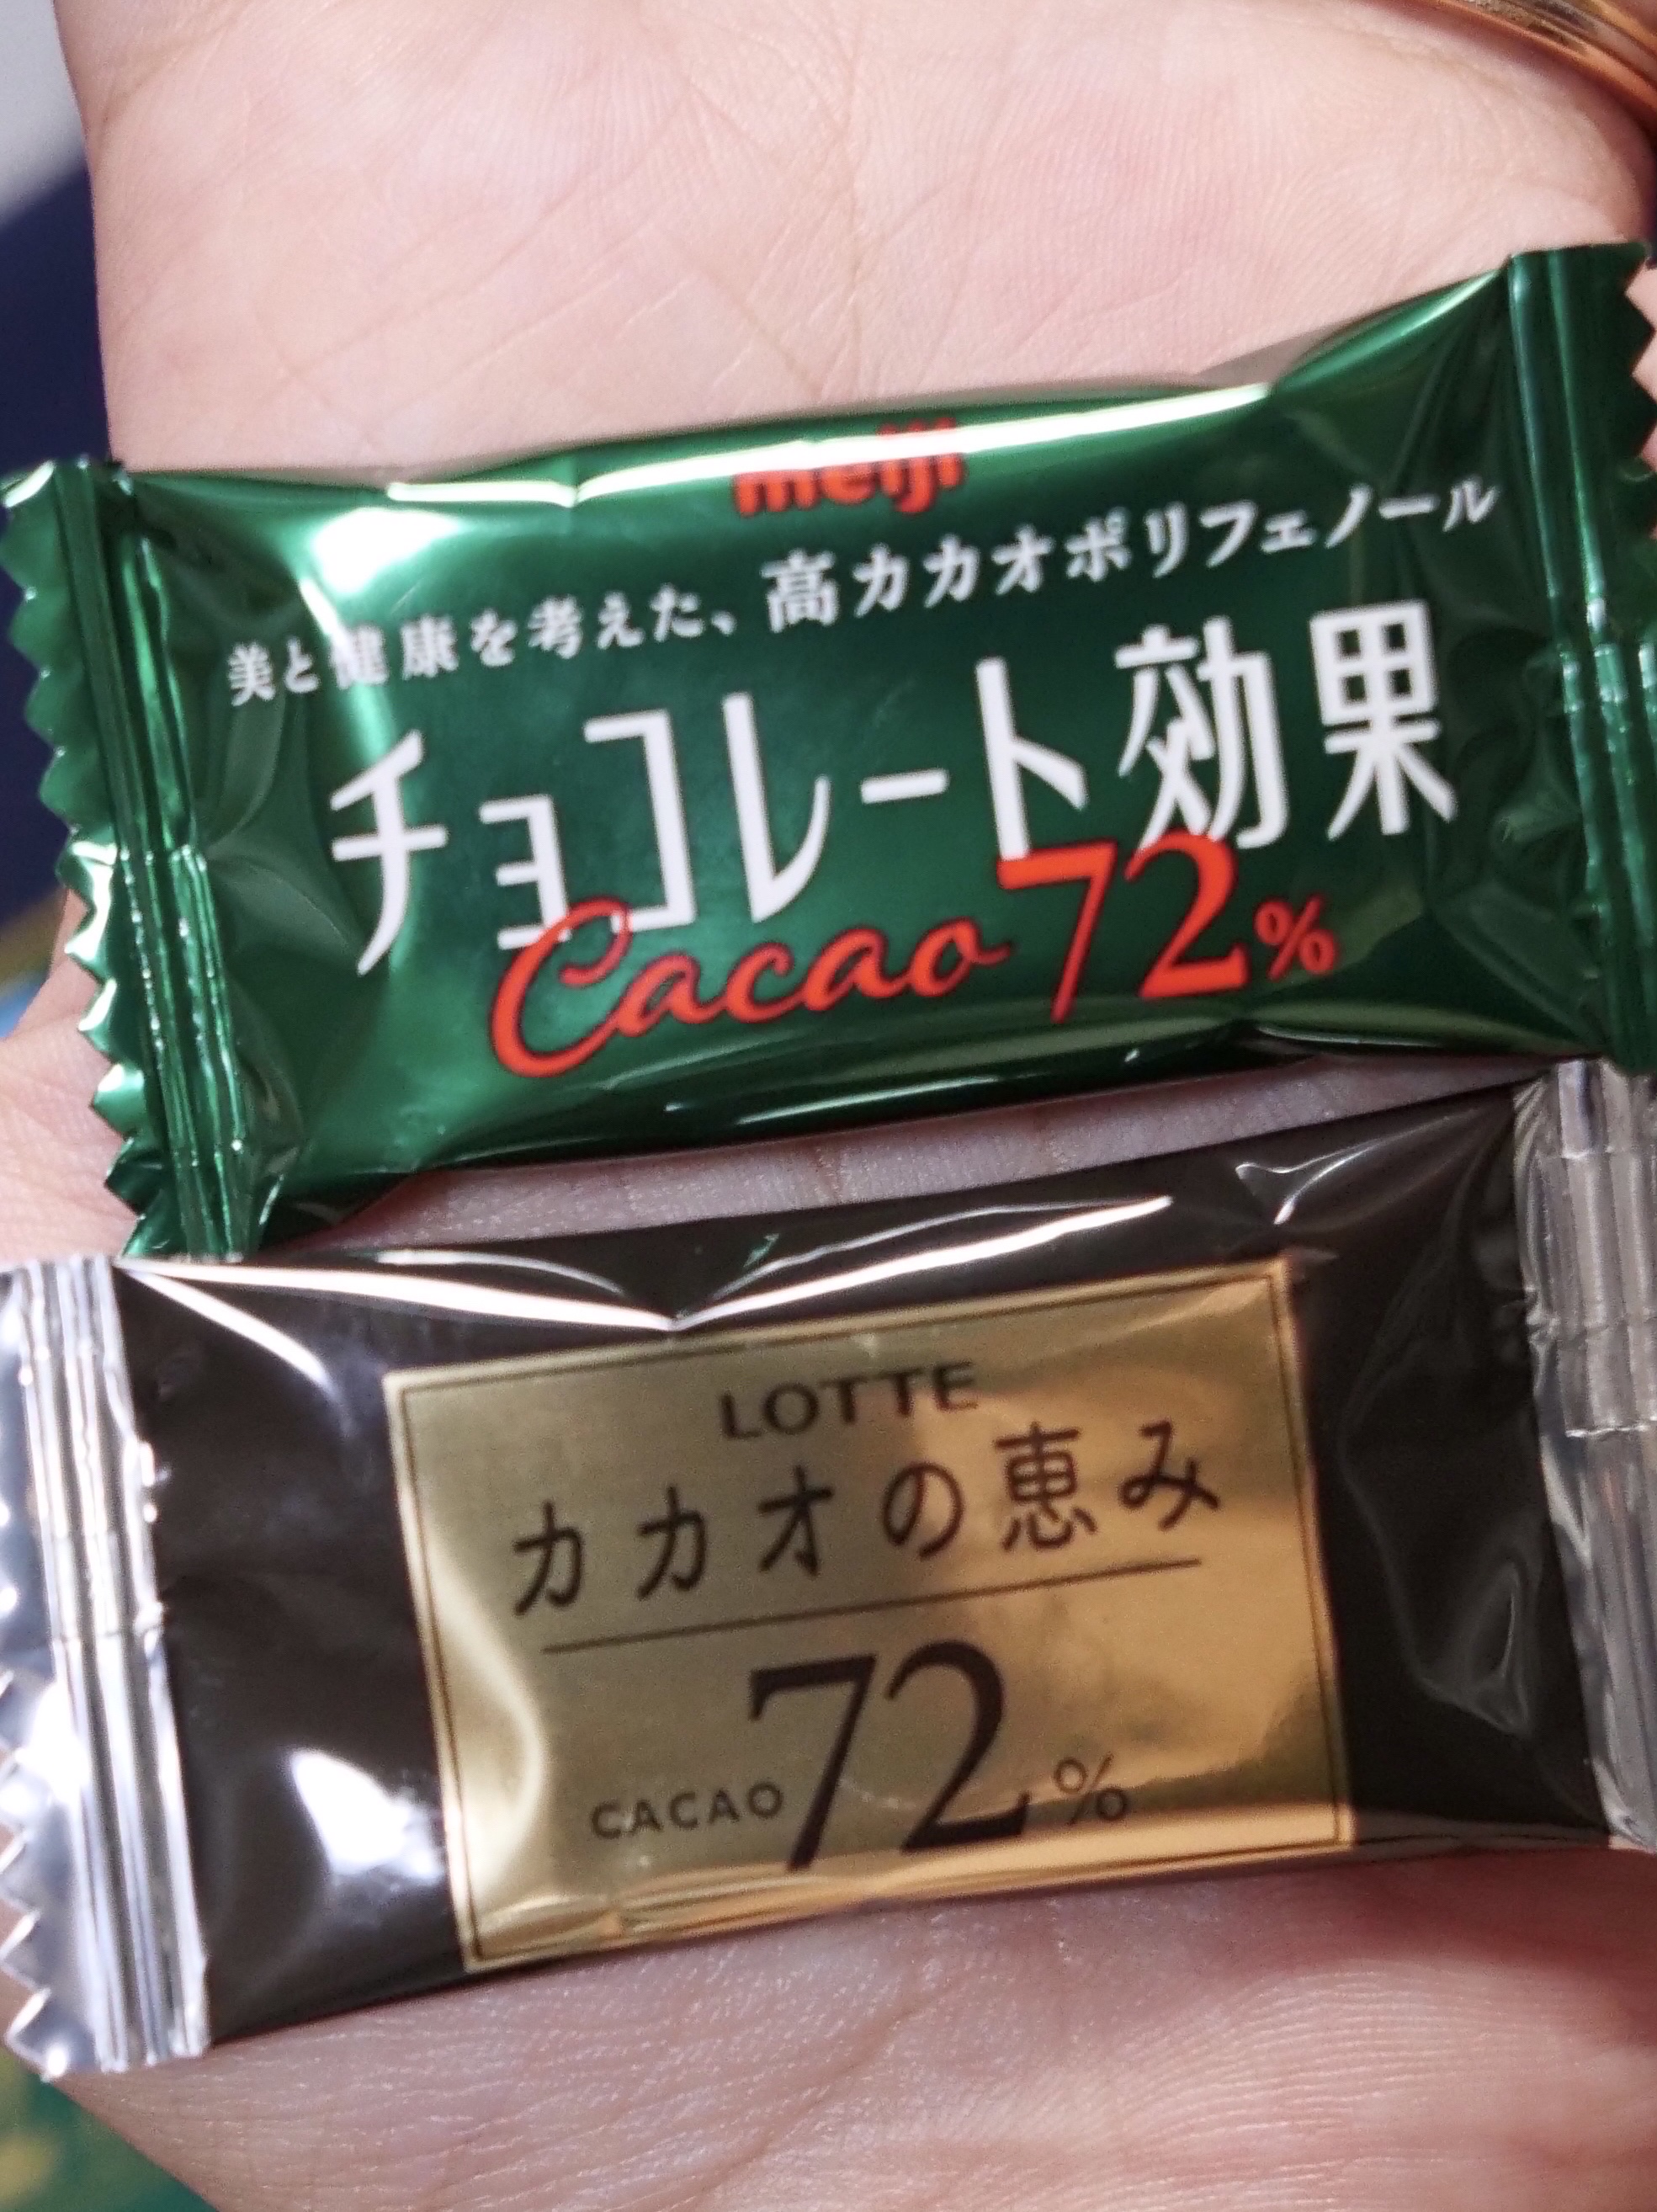 meiji
美と健康を考えた、高カカオポリフェノール
チョコレート効果
Cacao 72%
LOTTE
カカオの恵み
CACAO 72%